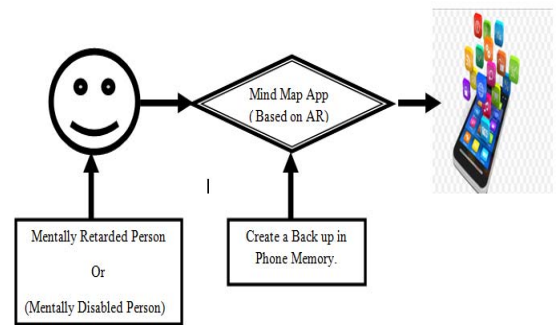 Mind Map App
(Based on AR)
Mentally Retarded Person
Or
(Mentally Disabled Person)
Create a Back up in
Phone Memory.